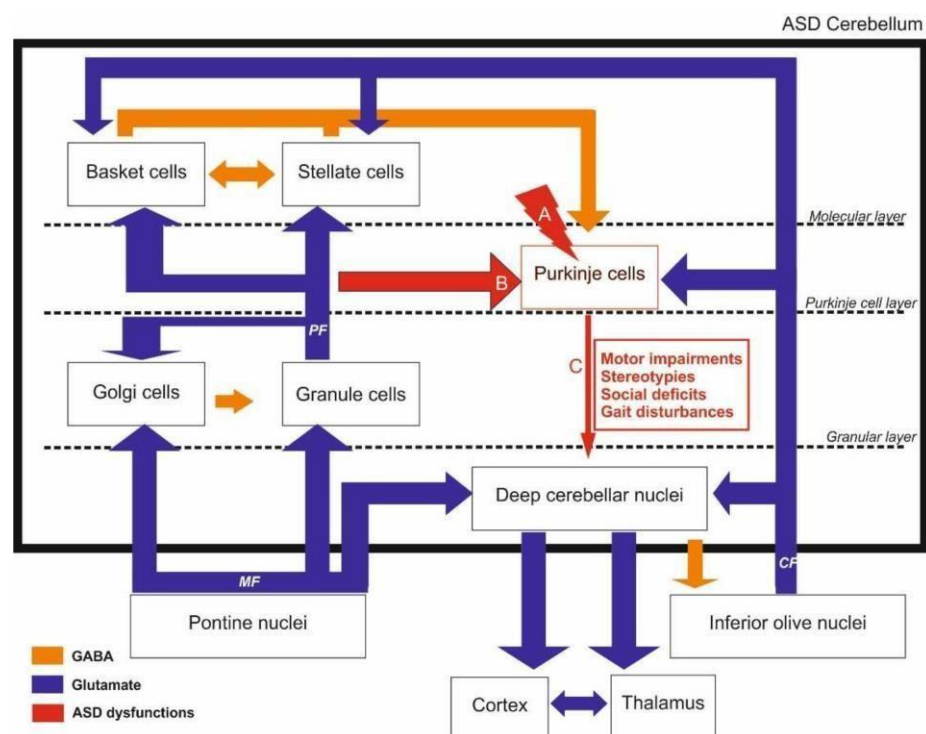 ASD Cerebellum
Basket cells
Stellate cells
A
Molecular layer
B
Purkinje cells
Purkinje cell layer
PF
C
Motor impairments
Stereotypies
Social deficits
Gait disturbances
Golgi cells
Granule cells
Granular layer
Deep cerebellar nuclei
MF
CF
Pontine nuclei
Inferior olive nuclei
GABA
Glutamate
ASD dysfunctions
Cortex
Thalamus